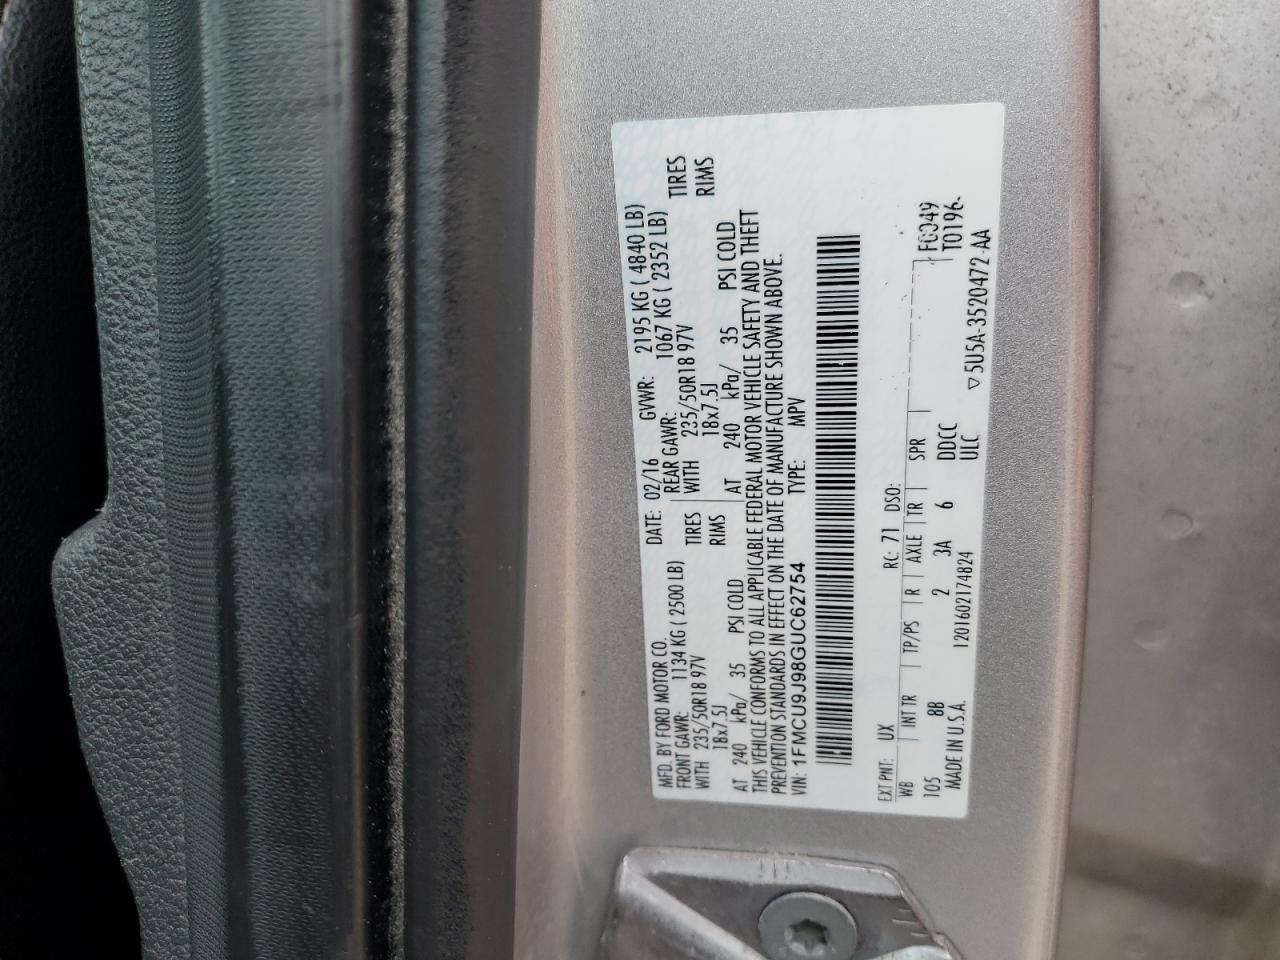 MFD. BY FORD MOTOR CO.
DATE: 02/16 GVWR: 2195 KG ( 4840 LB)
FRONT GAWR: 1134 KG ( 2500 LB) REAR GAWR: 1067 KG ( 2352 LB)
WITH 235/50R18 97V TIRES WITH 235/50R18 97V TIRES
18x7.5J RIMS 18x7.5J RIMS
AT 240 kPa/ 35 PSI COLD AT 240 kPa/ 35 PSI COLD
THIS VEHICLE CONFORMS TO ALL APPLICABLE FEDERAL MOTOR VEHICLE SAFETY AND THEFT
PREVENTION STANDARDS IN EFFECT ON THE DATE OF MANUFACTURE SHOWN ABOVE.
VIN: 1FMCU9J98GUC62754 TYPE: MPV
EXT PNT: UX RC: 71 DSO:
WB INT TR TP/PS R AXLE TR SPR F0049
105 8B 2 3A 6 DDCC T0196
MADE IN U.S.A. 1201602174824 ULC
▽5U5A-3520472-AA